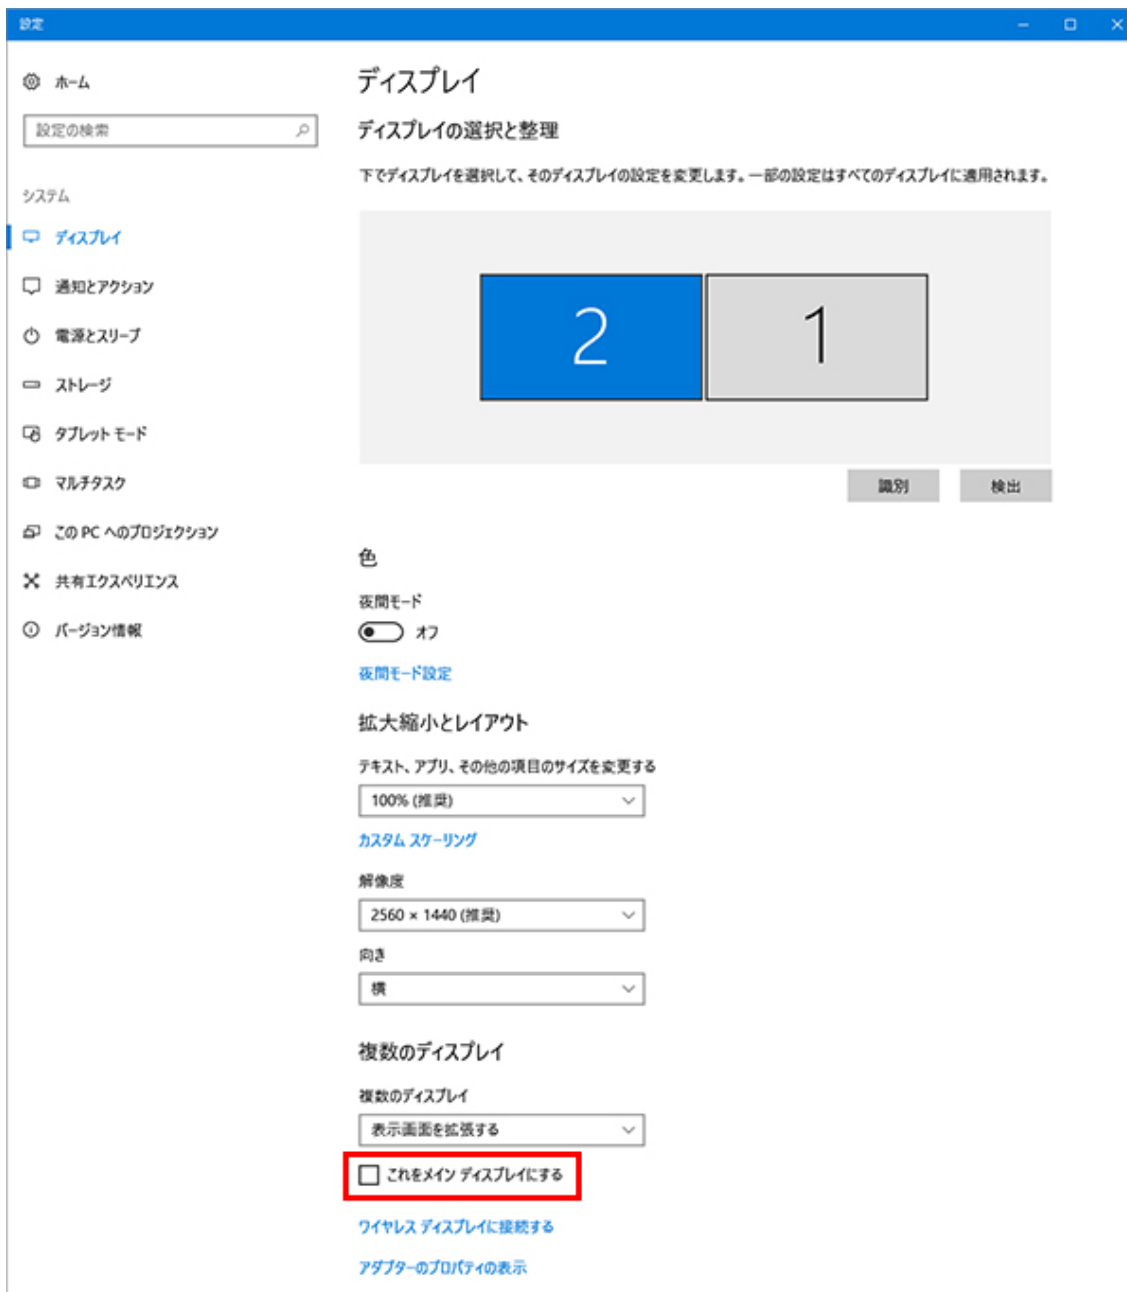 設定
ホーム
設定の検索
システム
ディスプレイ
通知とアクション
電源とスリープ
ストレージ
タブレット モード
マルチタスク
この PC へのプロジェクション
共有エクスペリエンス
バージョン情報
ディスプレイ
ディスプレイの選択と整理
下でディスプレイを選択して、そのディスプレイの設定を変更します。一部の設定はすべてのディスプレイに適用されます。
2 1
識別 検出
色
夜間モード
オフ
夜間モード設定
拡大縮小とレイアウト
テキスト、アプリ、その他の項目のサイズを変更する
100% (推奨)
カスタム スケーリング
解像度
2560 × 1440 (推奨)
向き
横
複数のディスプレイ
複数のディスプレイ
表示画面を拡張する
これをメイン ディスプレイにする
ワイヤレス ディスプレイに接続する
アダプターのプロパティの表示